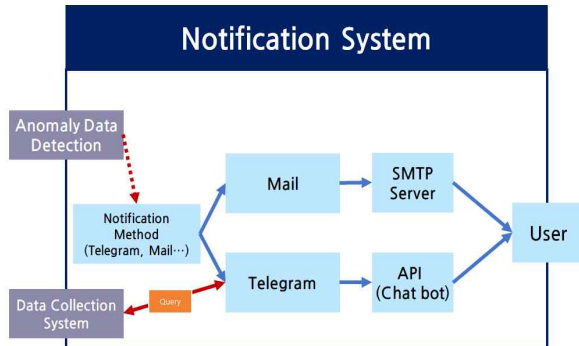 Notification System
Anomaly Data
Detection
Mail
SMTP
Server
Notification
Method
(Telegram, Mail…)
User
Telegram
API
(Chat bot)
Query
Data Collection
System